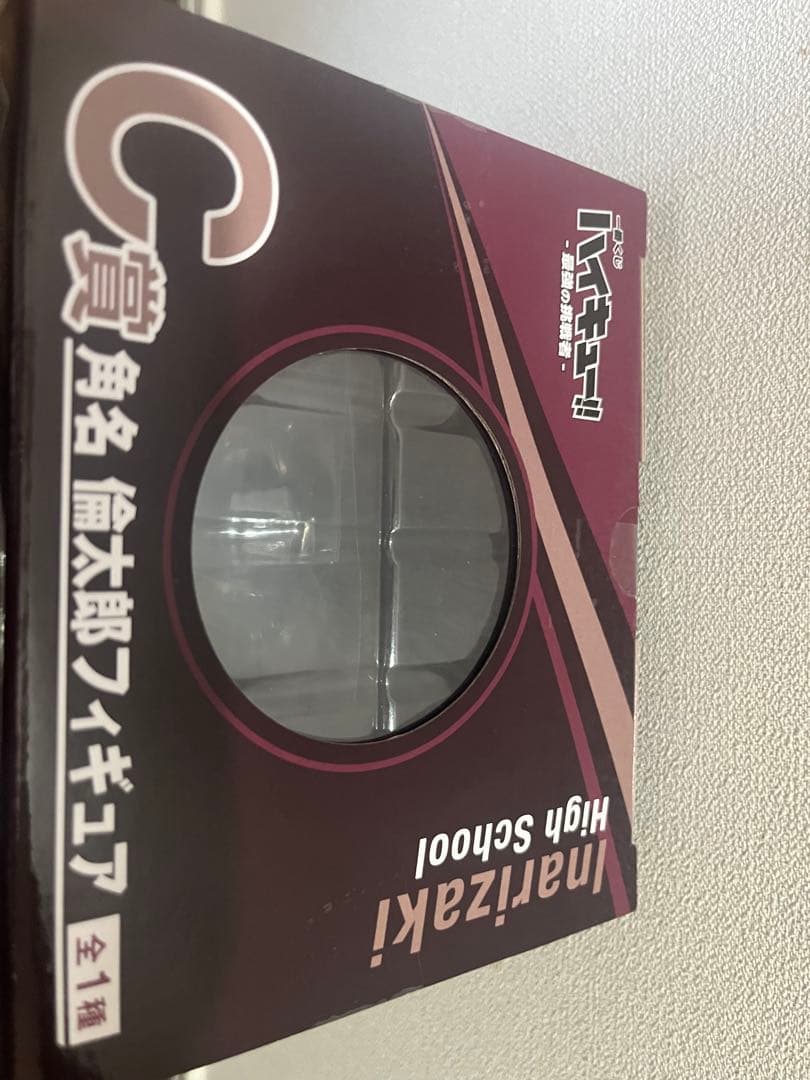 一番くじ
ハイキュー!!
- 最強の挑戦者 -
C賞
角名 倫太郎フィギュア 全1種
Inarizaki
High School